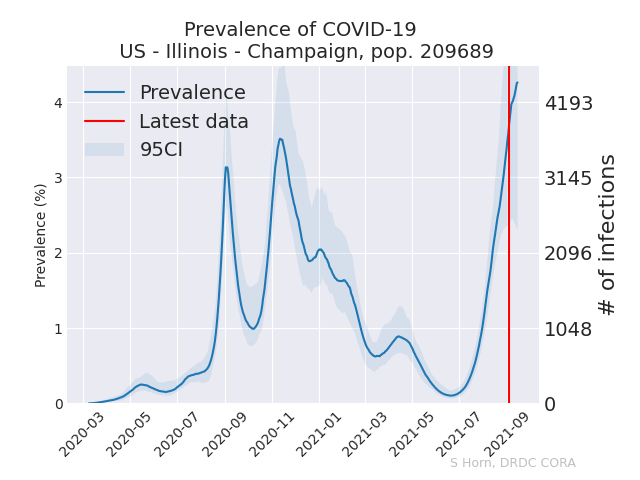 Prevalence of COVID-19
US - Illinois - Champaign, pop. 209689
Prevalence
Latest data
95CI
Prevalence (%)
4
3
2
1
0
4193
3145
2096
1048
0
# of infections
2020-03
2020-05
2020-07
2020-09
2020-11
2021-01
2021-03
2021-05
2021-07
2021-09
S Horn, DRDC CORA